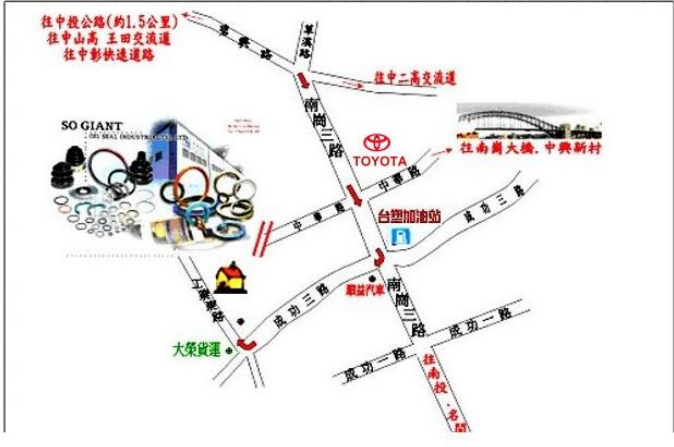 往中投公路(約1.5公里)
往中山高 王田交流道
往中彰快速道路
東興路
草溪路
往中二高交流道
南崗三路
SO GIANT
OIL SEAL INDUSTRIAL CO., LTD
TOYOTA
往南崗大橋.中興新村
中華路
中華路
台塑加油站
成功三路
工業東路
成功三路
順益汽車
南崗三路
大榮貨運
成功一路
成功一路
往南投.名間